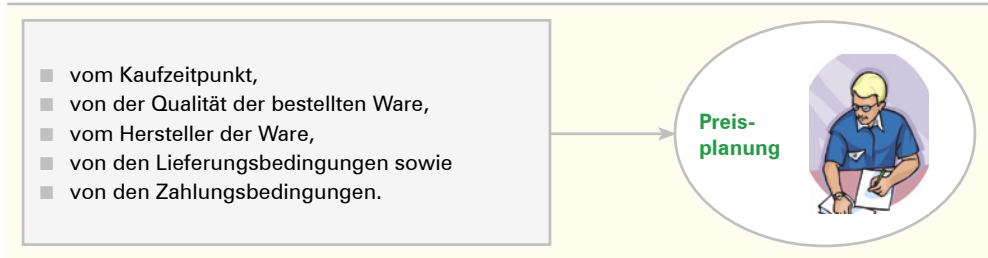 vom Kaufzeitpunkt,
von der Qualität der bestellten Ware,
vom Hersteller der Ware,
von den Lieferungsbedingungen sowie
von den Zahlungsbedingungen.
Preis-
planung